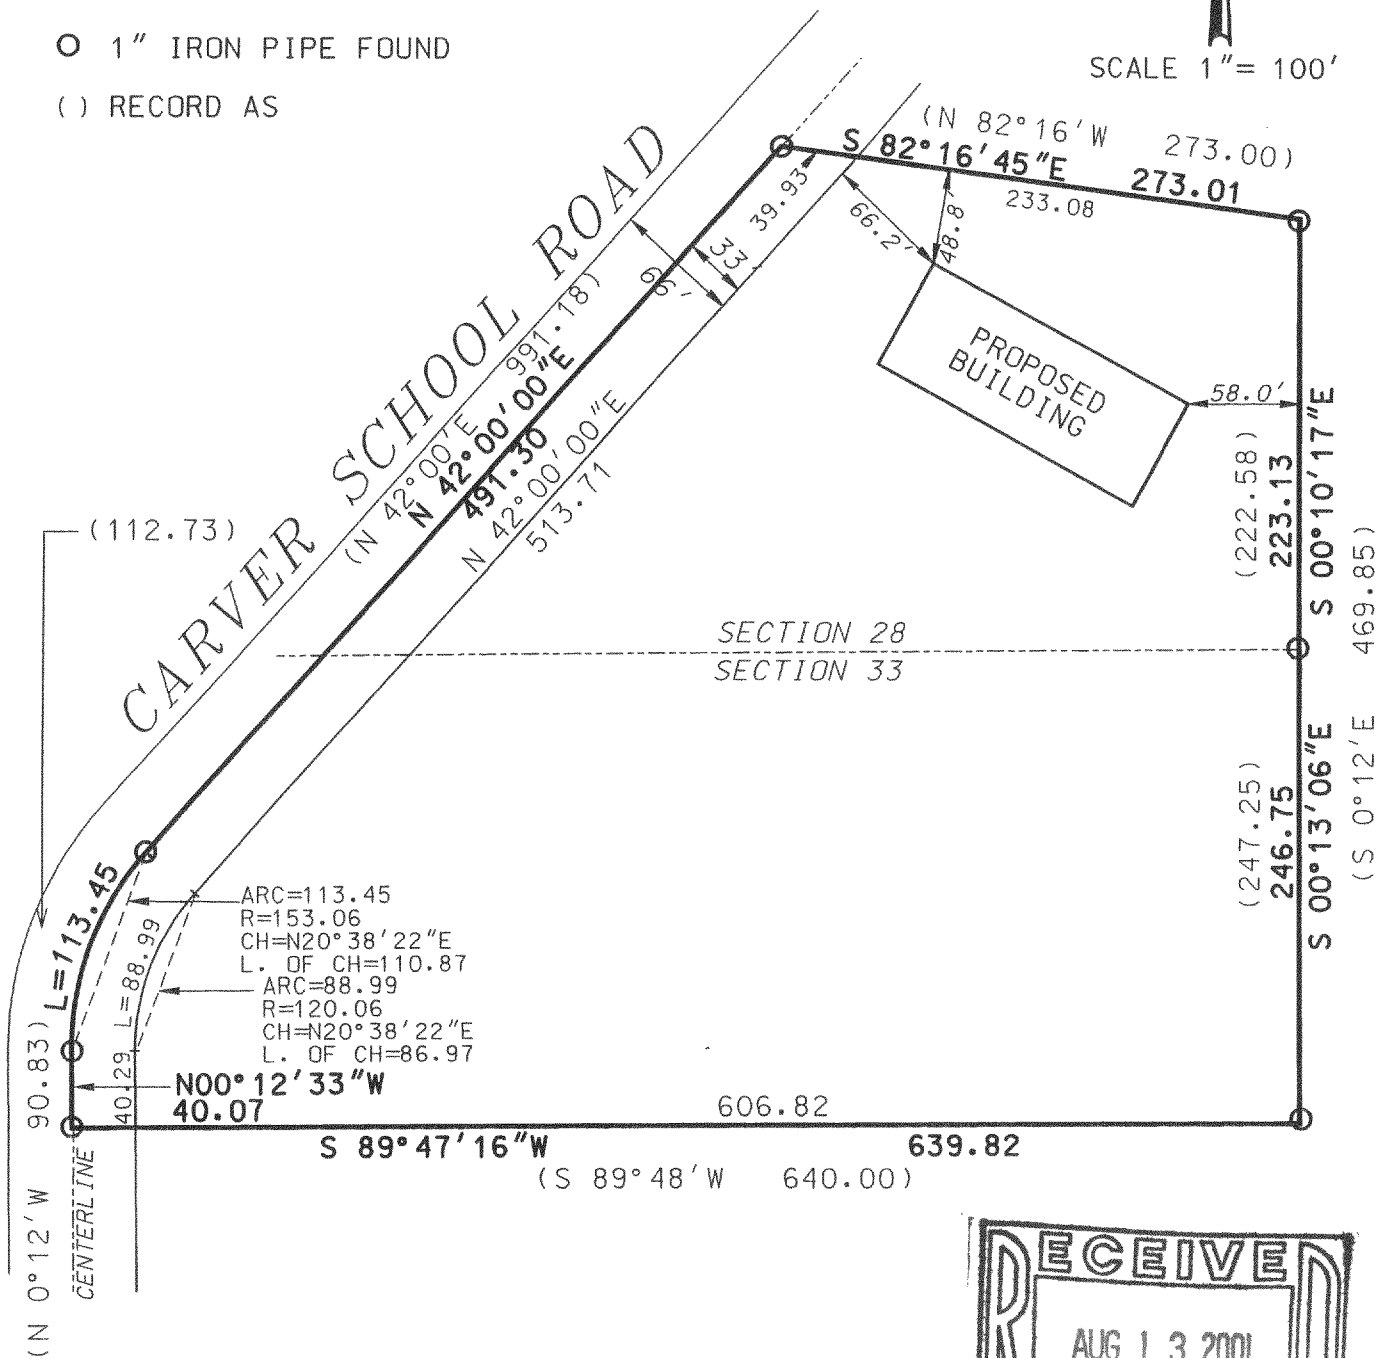 1" IRON PIPE FOUND
( ) RECORD AS
SCALE 1"= 100'
(N 82°16'W 273.00)
S 82°16'45"E 273.01
233.08
39.93
33'
66'
66.2'
48.8'
CARVER SCHOOL ROAD
(N 42°00'E 991.18)
N 42°00'00"E
491.30
N 42°00'00"E
513.71
PROPOSED
BUILDING
58.0'
(222.58)
223.13
S 00°10'17"E
469.85)
(112.73)
SECTION 28
SECTION 33
(247.25)
246.75
S 00°13'06"E
(S 0°12'E
L=113.45
L=88.99
ARC=113.45
R=153.06
CH=N20°38'22"E
L. OF CH=110.87
ARC=88.99
R=120.06
CH=N20°38'22"E
L. OF CH=86.97
90.83)
40.29
N00°12'33"W
40.07
606.82
S 89°47'16"W 639.82
(S 89°48'W 640.00)
(N 0°12'W
CENTERLINE
RECEIVED
AUG 13 2001